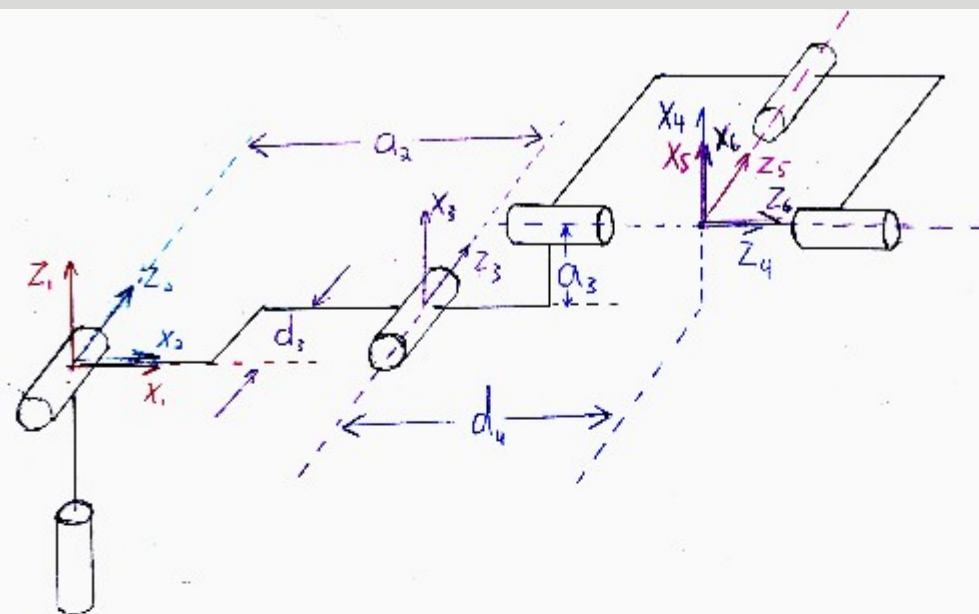 a₂
X₄
X₆
X₅
Z₅
Z₆
Z₄
X₃
Z₃
a₃
Z₁
Z₂
X₂
X₁
d₃
d₄